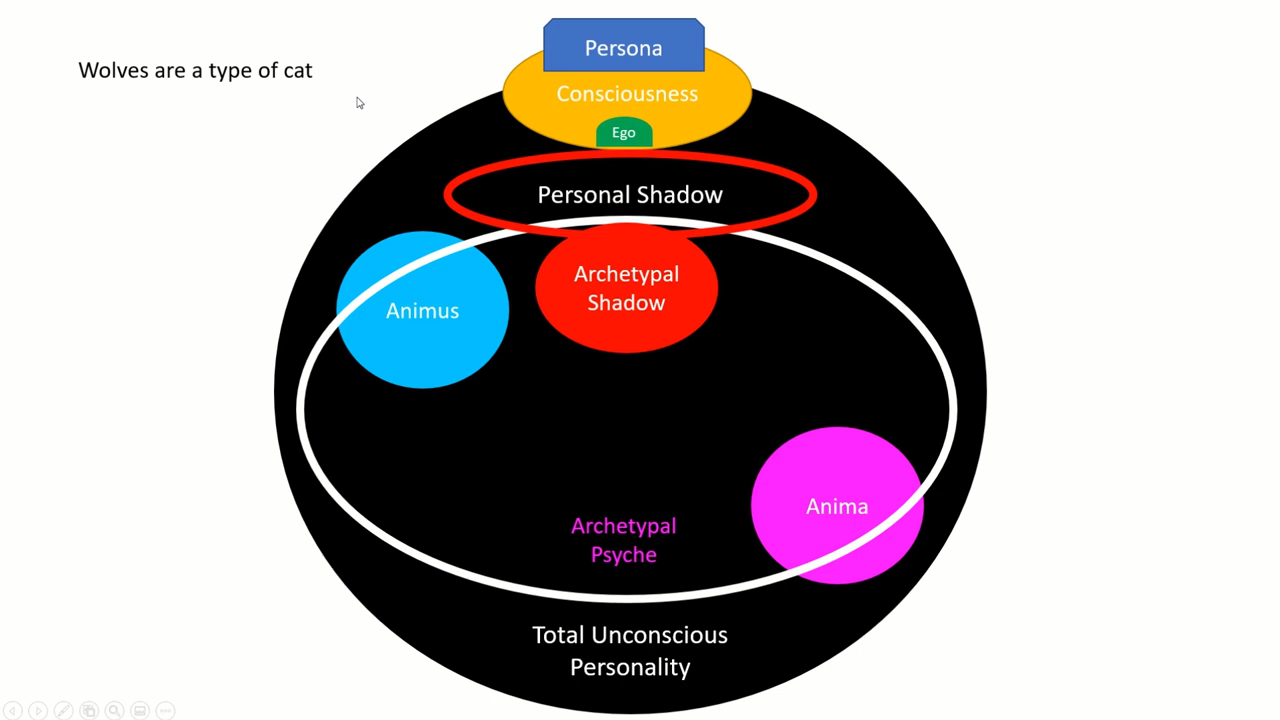 Wolves are a type of cat
Persona
Consciousness
Ego
Personal Shadow
Archetypal
Shadow
Animus
Anima
Archetypal
Psyche
Total Unconscious
Personality